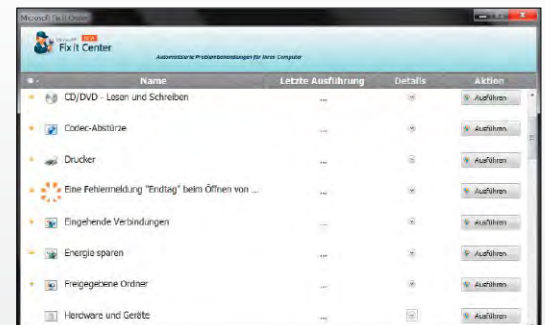 Microsoft Fix it Center
Microsoft BETA
Fix it Center
Automatisierte Problembehandlungen für Ihren Computer
Name Letzte Ausführung Details Aktion
CD/DVD - Lesen und Schreiben ... Ausführen
Codec-Abstürze ... Ausführen
Drucker ... Ausführen
Eine Fehlermeldung "Endtag" beim Öffnen von ... ... Ausführen
Eingehende Verbindungen ... Ausführen
Energie sparen ... Ausführen
Freigegebene Ordner ... Ausführen
Hardware und Geräte ... Ausführen